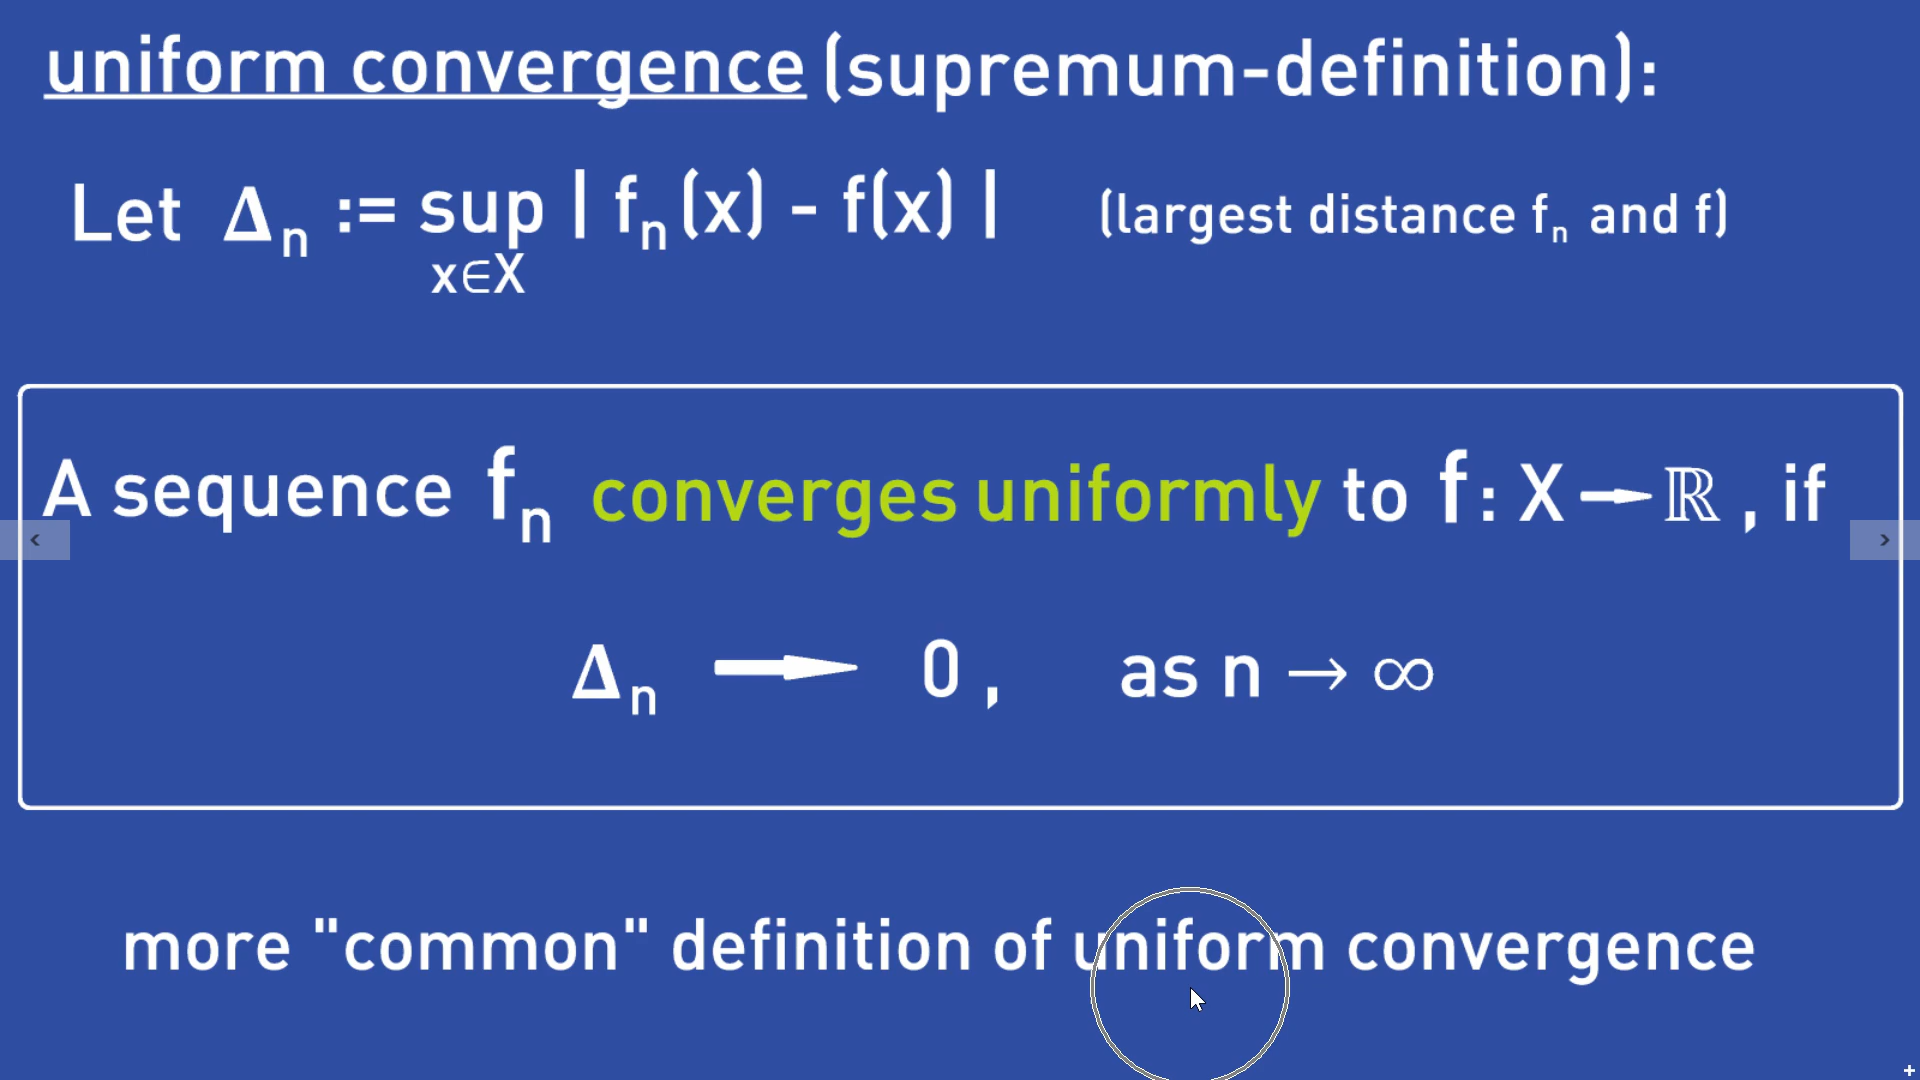 uniform convergence (supremum-definition):
Let Δn := sup | fn(x) - f(x) | (largest distance fn and f)
x∈X
A sequence fn converges uniformly to f : X → ℝ , if
< >
Δn → 0 , as n → ∞
more "common" definition of uniform convergence
+